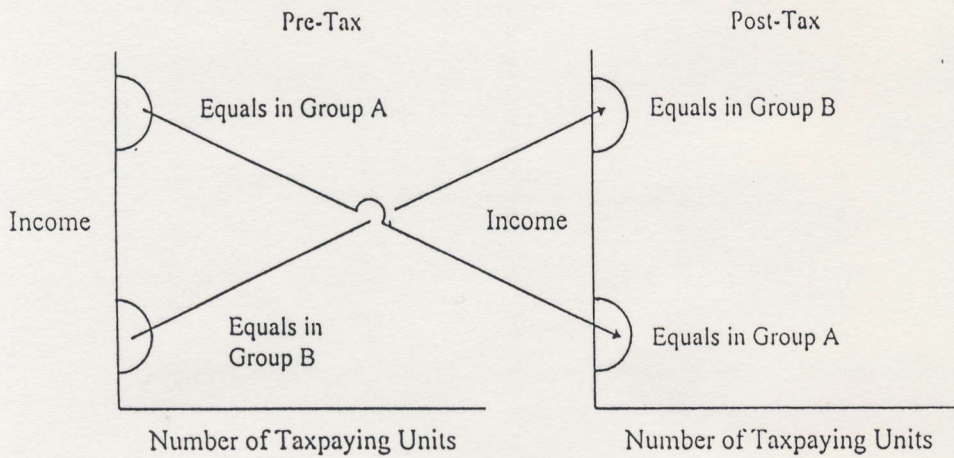 Pre-Tax
Post-Tax
Equals in Group A
Equals in Group B
Income
Income
Equals in
Group B
Equals in Group A
Number of Taxpaying Units
Number of Taxpaying Units